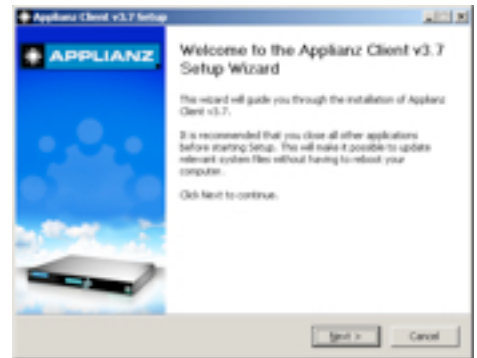 Applianz Client v3.7 Setup
APPLIANZ
Welcome to the Applianz Client v3.7
Setup Wizard
This wizard will guide you through the installation of Applianz
Client v3.7.
It is recommended that you close all other applications
before starting Setup. This will make it possible to update
relevant system files without having to reboot your
computer.
Click Next to continue.
Next >
Cancel